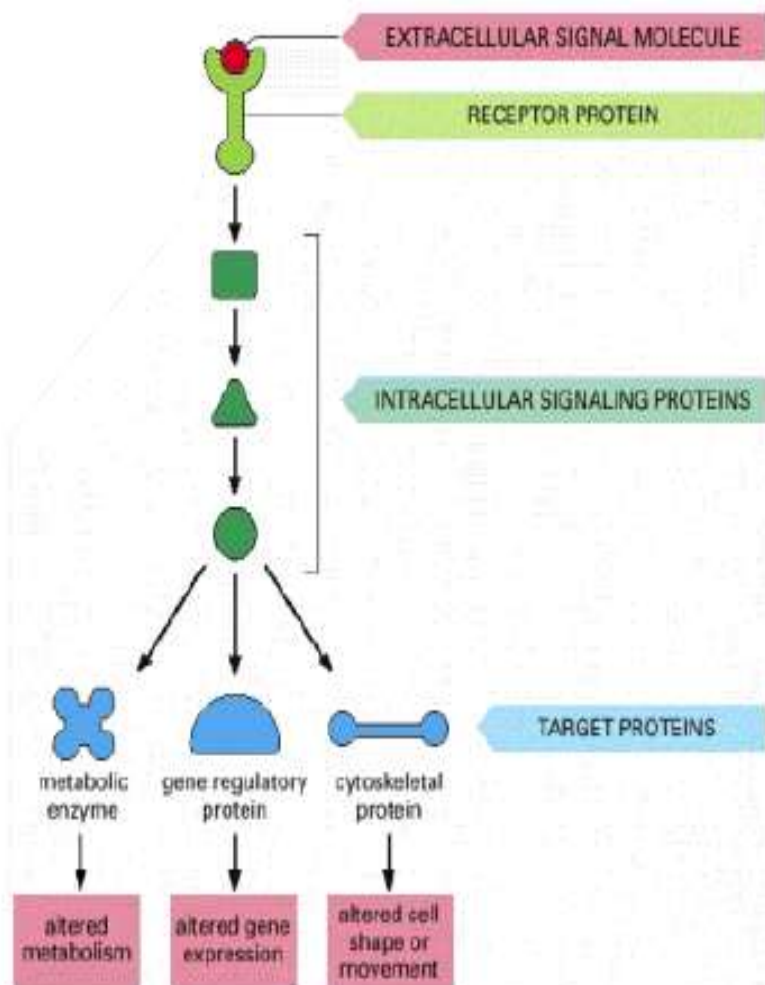 EXTRACELLULAR SIGNAL MOLECULE
RECEPTOR PROTEIN
INTRACELLULAR SIGNALING PROTEINS
TARGET PROTEINS
metabolic
enzyme
gene regulatory
protein
cytoskeletal
protein
altered
metabolism
altered gene
expression
altered cell
shape or
movement